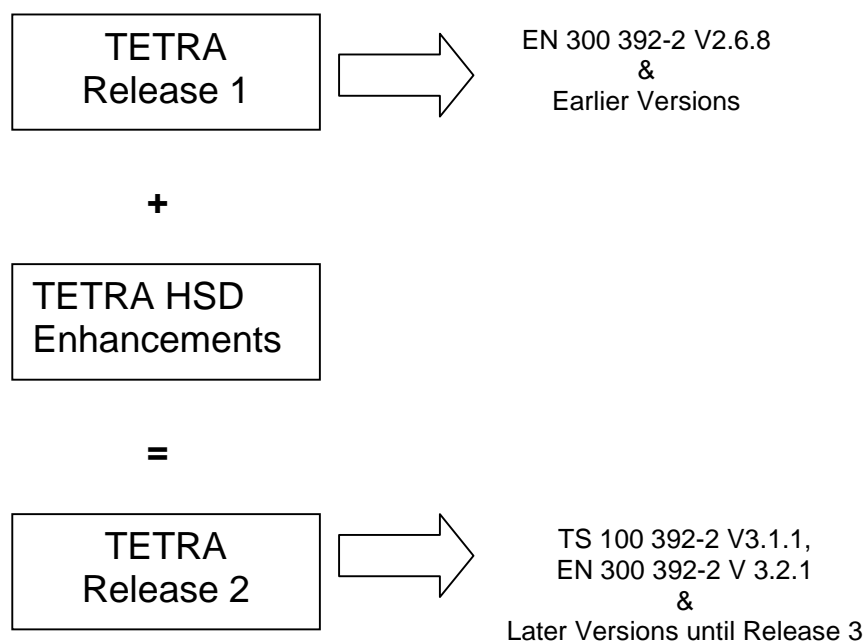 TETRA
Release 1
EN 300 392-2 V2.6.8
&
Earlier Versions
+
TETRA HSD
Enhancements
=
TETRA
Release 2
TS 100 392-2 V3.1.1,
EN 300 392-2 V 3.2.1
&
Later Versions until Release 3